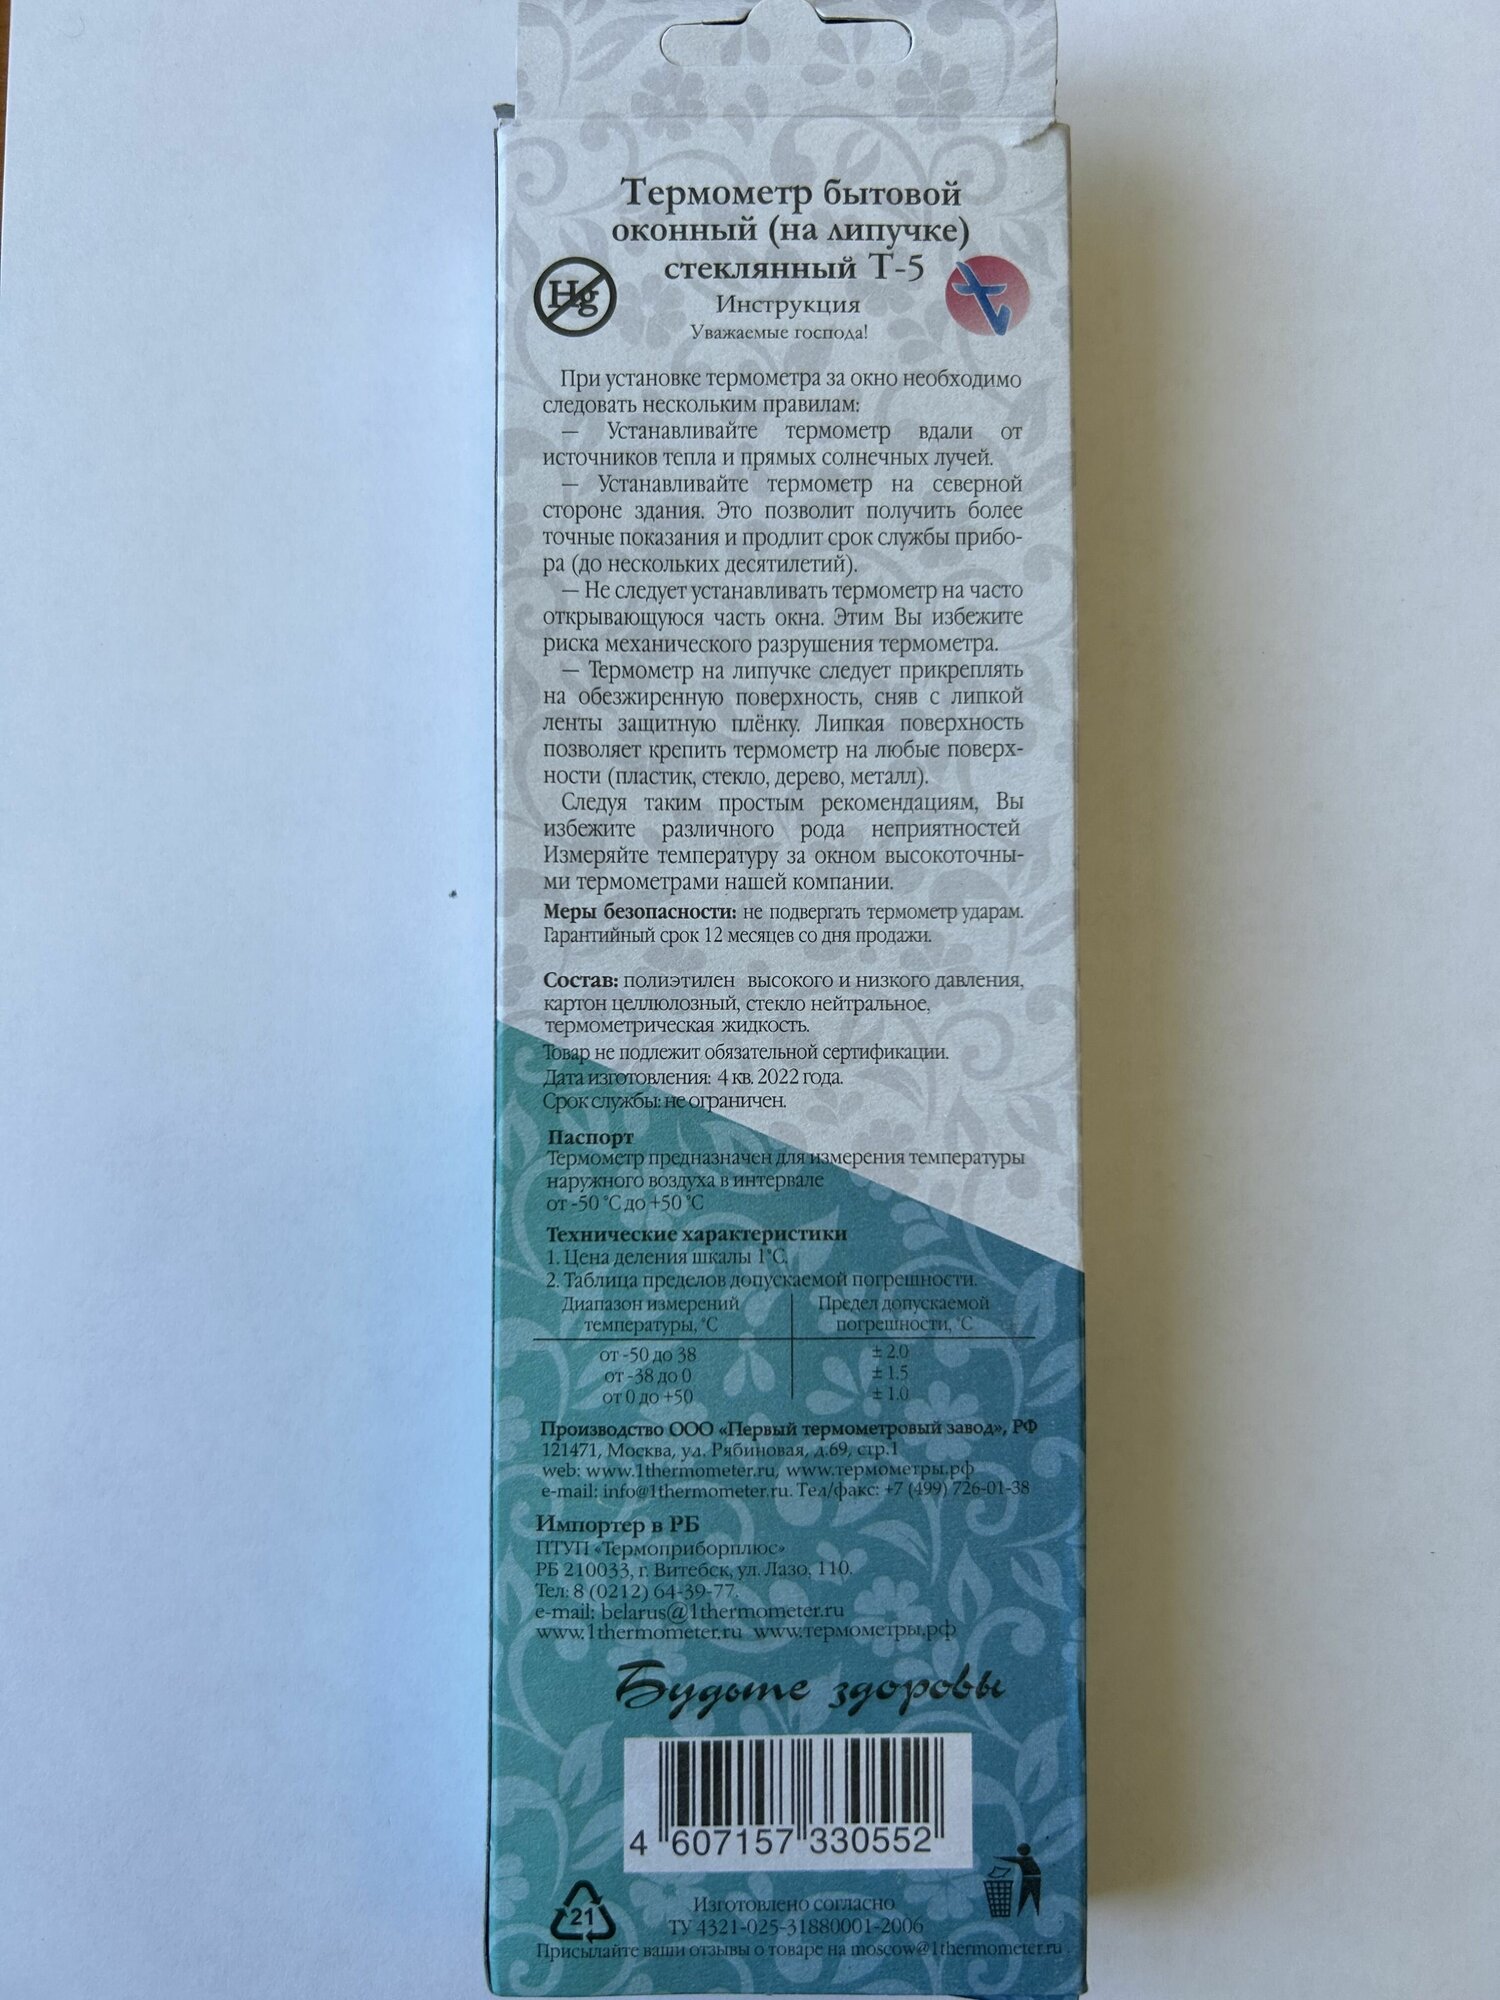 Термометр бытовой
оконный (на липучке)
стеклянный Т-5
Hg
Инструкция
Уважаемые господа!
При установке термометра за окно необходимо
следовать нескольким правилам:
— Устанавливайте термометр вдали от
источников тепла и прямых солнечных лучей.
— Устанавливайте термометр на северной
стороне здания. Это позволит получить более
точные показания и продлит срок службы прибо-
ра (до нескольких десятилетий).
— Не следует устанавливать термометр на часто
открывающуюся часть окна. Этим Вы избежите
риска механического разрушения термометра.
— Термометр на липучке следует прикреплять
на обезжиренную поверхность, сняв с липкой
ленты защитную плёнку. Липкая поверхность
позволяет крепить термометр на любые поверх-
ности (пластик, стекло, дерево, металл).
Следуя таким простым рекомендациям, Вы
избежите различного рода неприятностей
Измеряйте температуру за окном высокоточны-
ми термометрами нашей компании.
Меры безопасности: не подвергать термометр ударам.
Гарантийный срок 12 месяцев со дня продажи.
Состав: полиэтилен высокого и низкого давления,
картон целлюлозный, стекло нейтральное,
термометрическая жидкость.
Товар не подлежит обязательной сертификации.
Дата изготовления: 4 кв. 2022 года.
Срок службы: не ограничен.
Паспорт
Термометр предназначен для измерения температуры
наружного воздуха в интервале
от -50 °С до +50 °С
Технические характеристики
1. Цена деления шкалы 1°С.
2. Таблица пределов допускаемой погрешности.
Диапазон измерений Предел допускаемой
температуры, °С погрешности, °С
от -50 до 38 ± 2.0
от -38 до 0 ± 1.5
от 0 до +50 ± 1.0
Производство ООО «Первый термометровый завод», РФ
121471, Москва, ул. Рябиновая, д.69, стр.1
web: www.1thermometer.ru, www.термометры.рф
e-mail: info@1thermometer.ru. Тел/факс: +7 (499) 726-01-38
Импортер в РБ
ПТУП «Термоприборплюс»
РБ 210033, г. Витебск, ул. Лазо, 110.
Тел: 8 (0212) 64-39-77.
e-mail: belarus@1thermometer.ru
www.1thermometer.ru www.термометры.рф
Будьте здоровы
4 607157 330552
21
Изготовлено согласно
ТУ 4321-025-31880001-2006
Присылайте ваши отзывы о товаре на moscow@1thermometer.ru